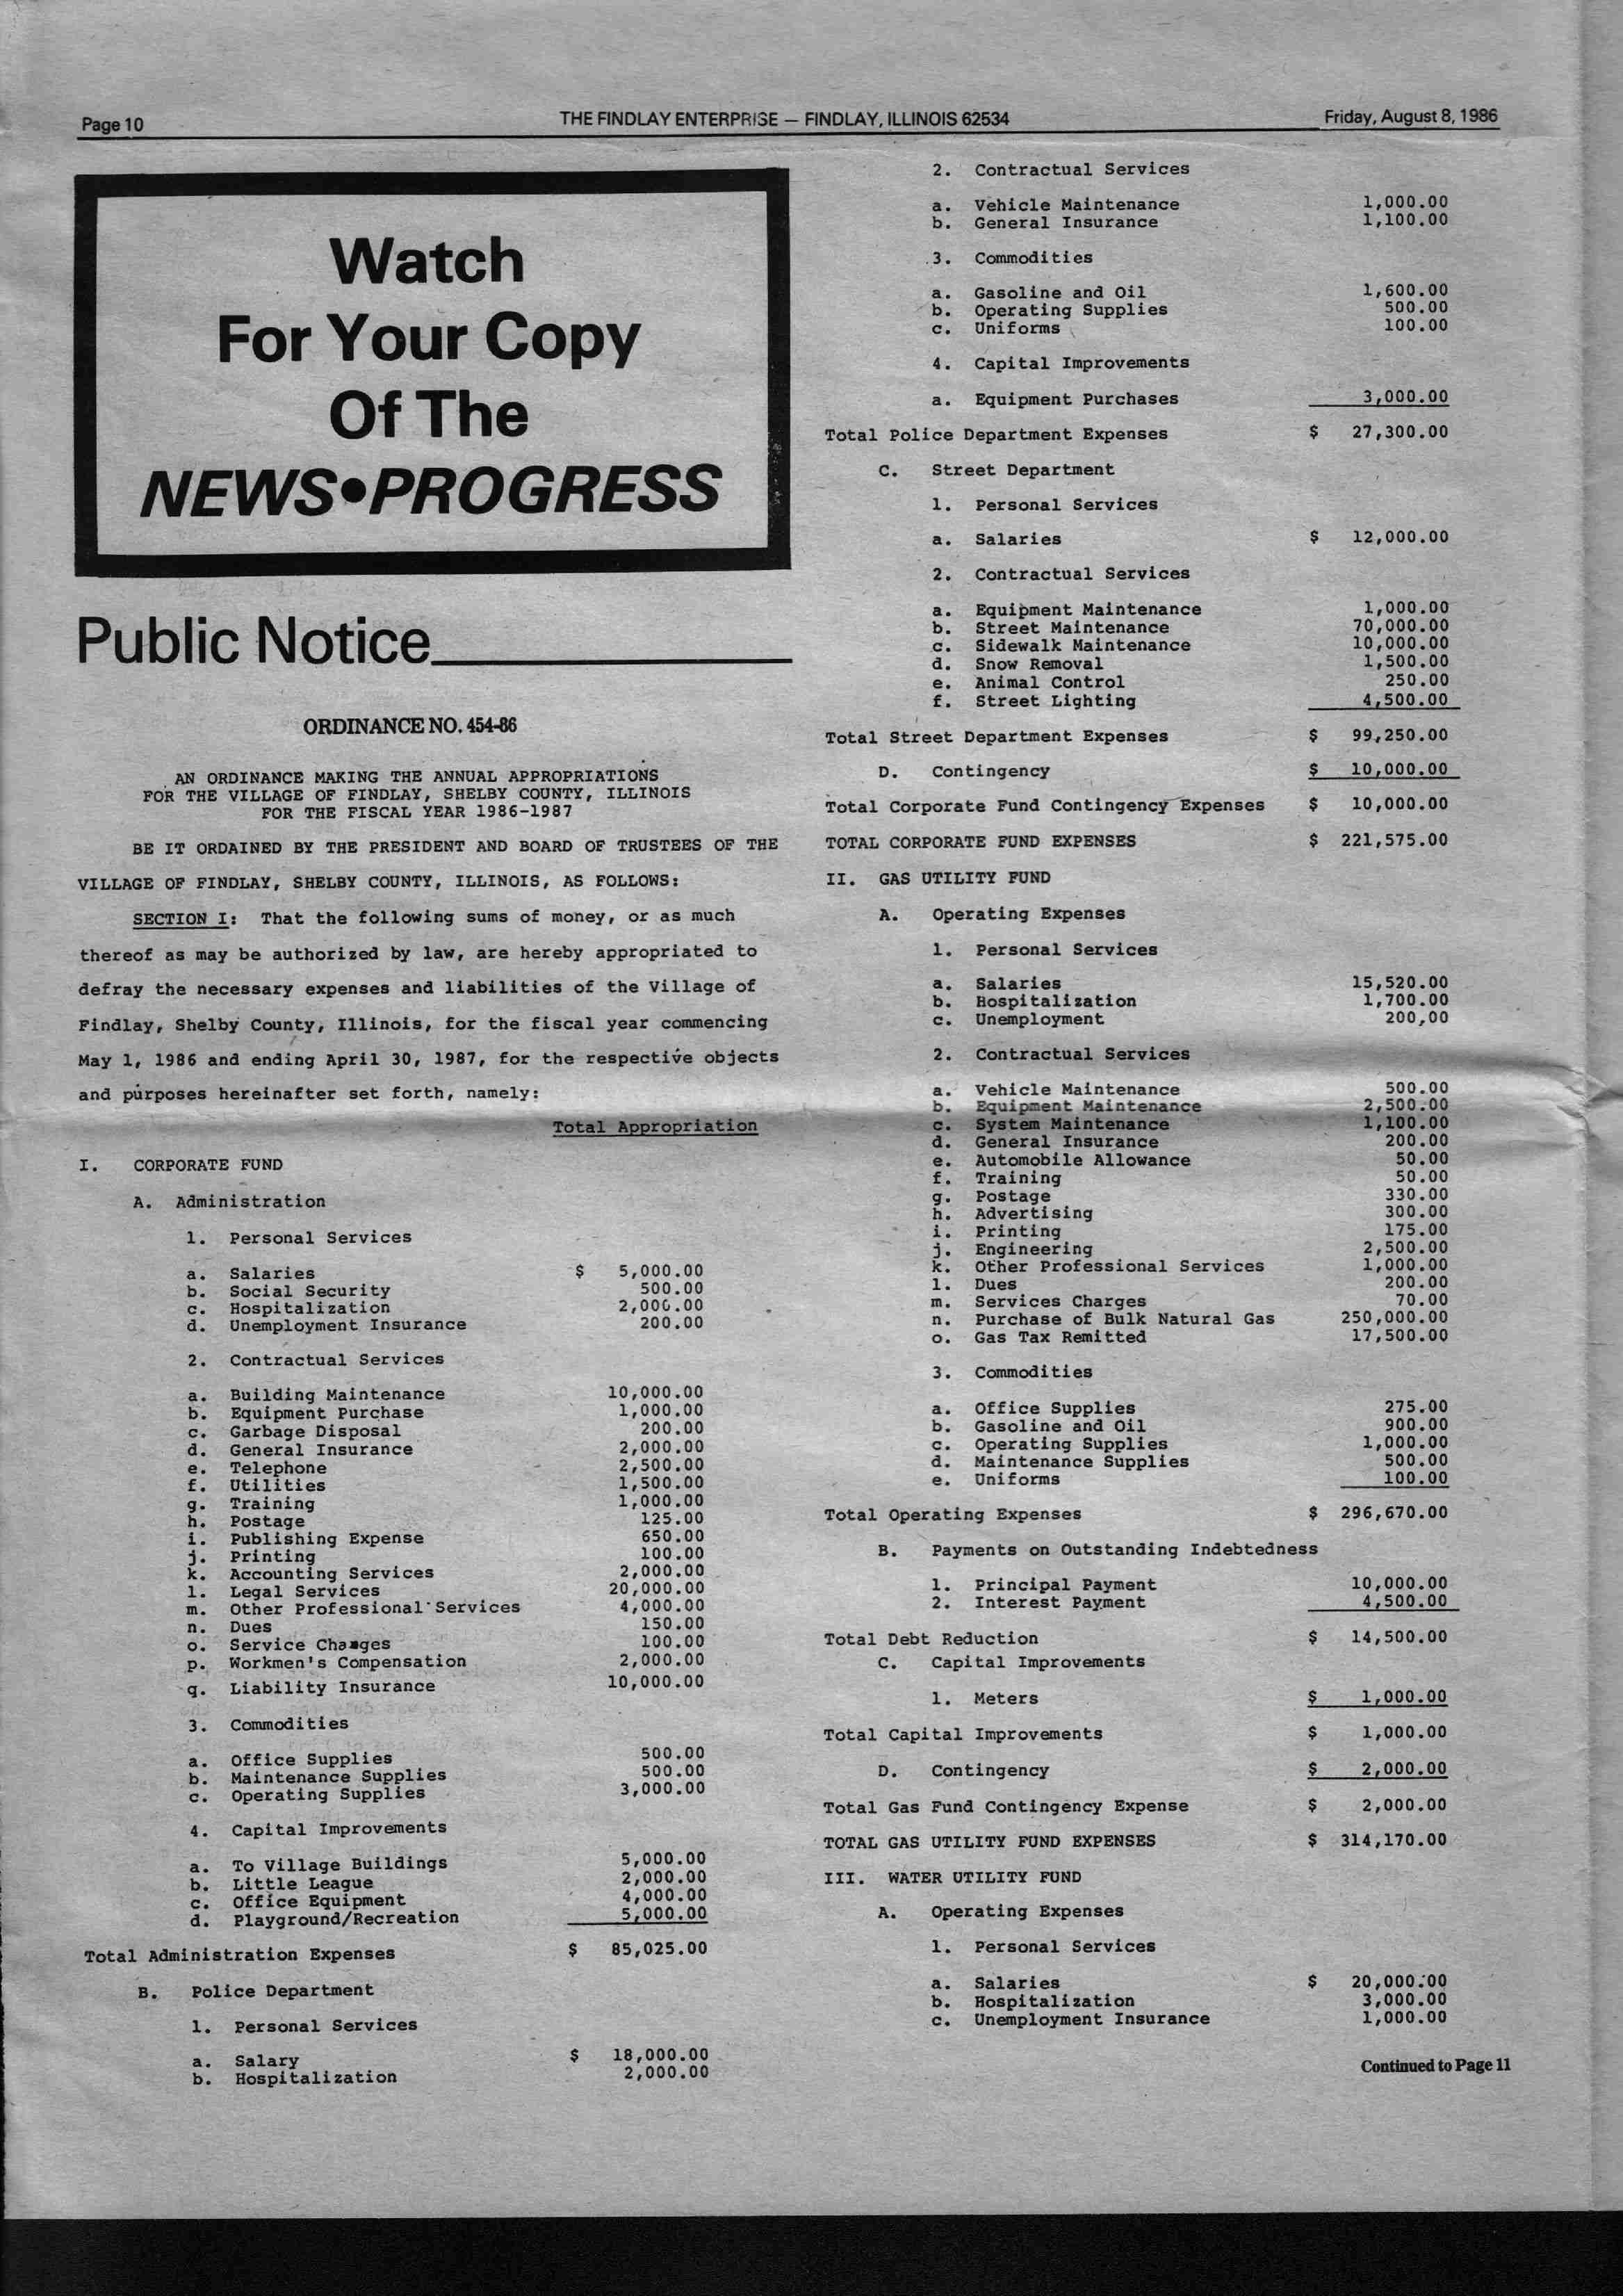 Page 10
THE FINDLAY ENTERPRISE — FINDLAY, ILLINOIS 62534
Friday, August 8, 1986
Watch
For Your Copy
Of The
NEWS•PROGRESS
Public Notice
ORDINANCE NO. 454-86
AN ORDINANCE MAKING THE ANNUAL APPROPRIATIONS
FOR THE VILLAGE OF FINDLAY, SHELBY COUNTY, ILLINOIS
FOR THE FISCAL YEAR 1986-1987
BE IT ORDAINED BY THE PRESIDENT AND BOARD OF TRUSTEES OF THE
VILLAGE OF FINDLAY, SHELBY COUNTY, ILLINOIS, AS FOLLOWS:
SECTION I: That the following sums of money, or as much
thereof as may be authorized by law, are hereby appropriated to
defray the necessary expenses and liabilities of the Village of
Findlay, Shelby County, Illinois, for the fiscal year commencing
May 1, 1986 and ending April 30, 1987, for the respective objects
and purposes hereinafter set forth, namely:
Total Appropriation
I. CORPORATE FUND
A. Administration
1. Personal Services
a. Salaries $ 5,000.00
b. Social Security 500.00
c. Hospitalization 2,000.00
d. Unemployment Insurance 200.00
2. Contractual Services
a. Building Maintenance 10,000.00
b. Equipment Purchase 1,000.00
c. Garbage Disposal 200.00
d. General Insurance 2,000.00
e. Telephone 2,500.00
f. Utilities 1,500.00
g. Training 1,000.00
h. Postage 125.00
i. Publishing Expense 650.00
j. Printing 100.00
k. Accounting Services 2,000.00
l. Legal Services 20,000.00
m. Other Professional Services 4,000.00
n. Dues 150.00
o. Service Charges 100.00
p. Workmen's Compensation 2,000.00
q. Liability Insurance 10,000.00
3. Commodities
a. Office Supplies 500.00
b. Maintenance Supplies 500.00
c. Operating Supplies 3,000.00
4. Capital Improvements
a. To Village Buildings 5,000.00
b. Little League 2,000.00
c. Office Equipment 4,000.00
d. Playground/Recreation 5,000.00
Total Administration Expenses $ 85,025.00
B. Police Department
1. Personal Services
a. Salary $ 18,000.00
b. Hospitalization 2,000.00
2. Contractual Services
a. Vehicle Maintenance 1,000.00
b. General Insurance 1,100.00
3. Commodities
a. Gasoline and Oil 1,600.00
b. Operating Supplies 500.00
c. Uniforms 100.00
4. Capital Improvements
a. Equipment Purchases 3,000.00
Total Police Department Expenses $ 27,300.00
C. Street Department
1. Personal Services
a. Salaries $ 12,000.00
2. Contractual Services
a. Equipment Maintenance 1,000.00
b. Street Maintenance 70,000.00
c. Sidewalk Maintenance 10,000.00
d. Snow Removal 1,500.00
e. Animal Control 250.00
f. Street Lighting 4,500.00
Total Street Department Expenses $ 99,250.00
D. Contingency $ 10,000.00
Total Corporate Fund Contingency Expenses $ 10,000.00
TOTAL CORPORATE FUND EXPENSES $ 221,575.00
II. GAS UTILITY FUND
A. Operating Expenses
1. Personal Services
a. Salaries 15,520.00
b. Hospitalization 1,700.00
c. Unemployment 200,00
2. Contractual Services
a. Vehicle Maintenance 500.00
b. Equipment Maintenance 2,500.00
c. System Maintenance 1,100.00
d. General Insurance 200.00
e. Automobile Allowance 50.00
f. Training 50.00
g. Postage 330.00
h. Advertising 300.00
i. Printing 175.00
j. Engineering 2,500.00
k. Other Professional Services 1,000.00
l. Dues 200.00
m. Services Charges 70.00
n. Purchase of Bulk Natural Gas 250,000.00
o. Gas Tax Remitted 17,500.00
3. Commodities
a. Office Supplies 275.00
b. Gasoline and Oil 900.00
c. Operating Supplies 1,000.00
d. Maintenance Supplies 500.00
e. Uniforms 100.00
Total Operating Expenses $ 296,670.00
B. Payments on Outstanding Indebtedness
1. Principal Payment 10,000.00
2. Interest Payment 4,500.00
Total Debt Reduction $ 14,500.00
C. Capital Improvements
1. Meters $ 1,000.00
Total Capital Improvements $ 1,000.00
D. Contingency $ 2,000.00
Total Gas Fund Contingency Expense $ 2,000.00
TOTAL GAS UTILITY FUND EXPENSES $ 314,170.00
III. WATER UTILITY FUND
A. Operating Expenses
1. Personal Services
a. Salaries $ 20,000.00
b. Hospitalization 3,000.00
c. Unemployment Insurance 1,000.00
Continued to Page 11